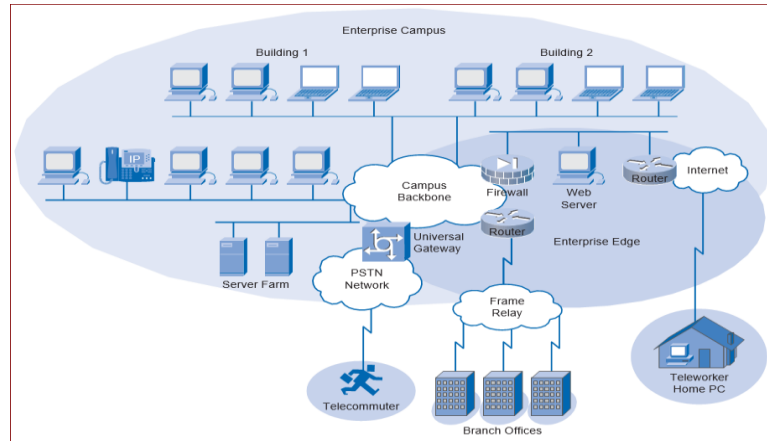 Enterprise Campus
Building 1
Building 2
IP
Campus
Backbone
Firewall
Web
Server
Router
Internet
Router
Universal
Gateway
Enterprise Edge
Server Farm
PSTN
Network
Frame
Relay
Telecommuter
Teleworker
Home PC
Branch Offices